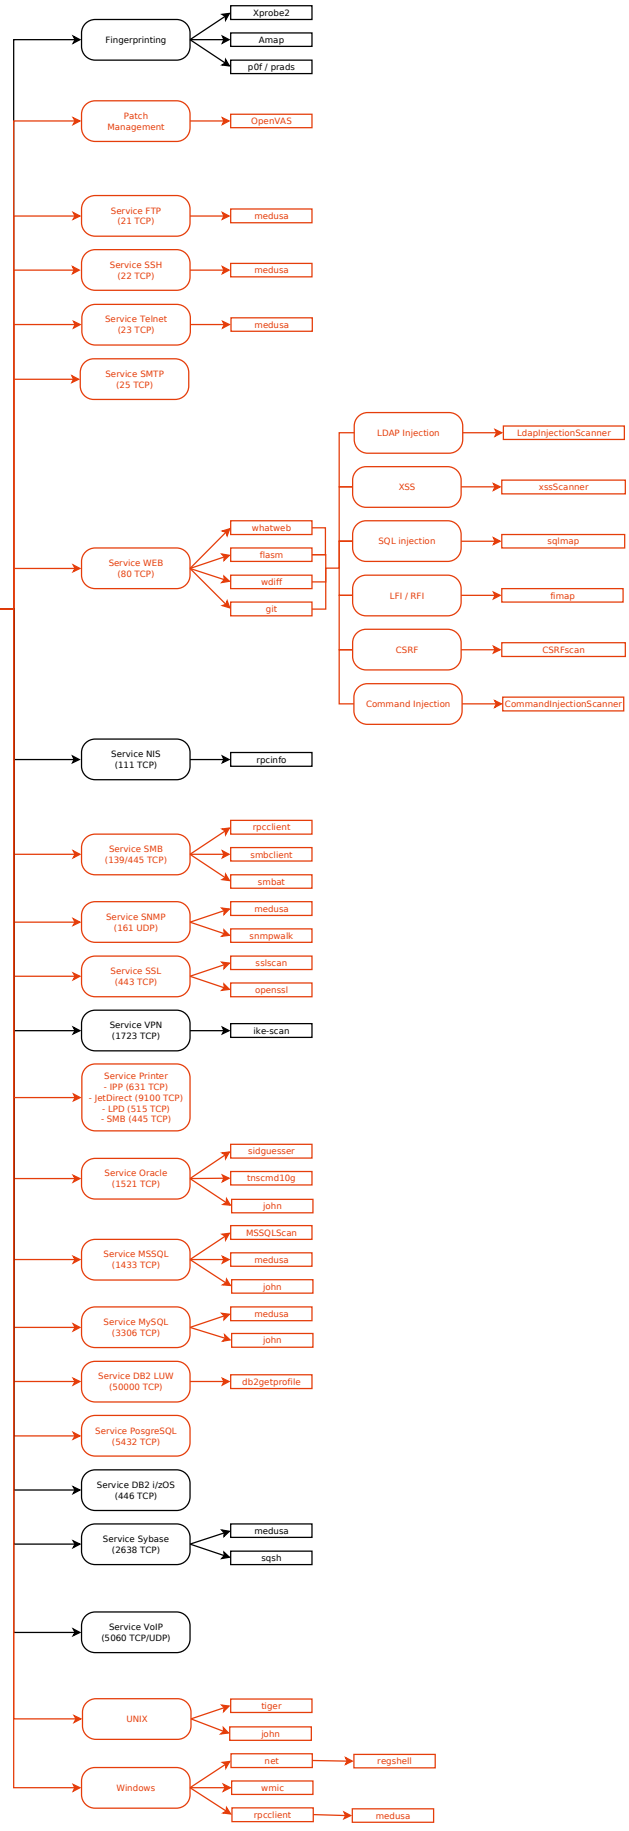 Fingerprinting
Xprobe2
Amap
p0f / prads
Patch
Management
OpenVAS
Service FTP
(21 TCP)
medusa
Service SSH
(22 TCP)
medusa
Service Telnet
(23 TCP)
medusa
Service SMTP
(25 TCP)
Service WEB
(80 TCP)
whatweb
flasm
wdiff
git
LDAP Injection
LdapInjectionScanner
XSS
xssScanner
SQL injection
sqlmap
LFI / RFI
fimap
CSRF
CSRFscan
Command Injection
CommandInjectionScanner
Service NIS
(111 TCP)
rpcinfo
Service SMB
(139/445 TCP)
rpcclient
smbclient
smbat
Service SNMP
(161 UDP)
medusa
snmpwalk
Service SSL
(443 TCP)
sslscan
openssl
Service VPN
(1723 TCP)
ike-scan
Service Printer
- IPP (631 TCP)
- JetDirect (9100 TCP)
- LPD (515 TCP)
- SMB (445 TCP)
Service Oracle
(1521 TCP)
sidguesser
tnscmd10g
john
Service MSSQL
(1433 TCP)
MSSQLScan
medusa
john
Service MySQL
(3306 TCP)
medusa
john
Service DB2 LUW
(50000 TCP)
db2getprofile
Service PosgreSQL
(5432 TCP)
Service DB2 i/zOS
(446 TCP)
Service Sybase
(2638 TCP)
medusa
sqsh
Service VoIP
(5060 TCP/UDP)
UNIX
tiger
john
Windows
net
regshell
wmic
rpcclient
medusa